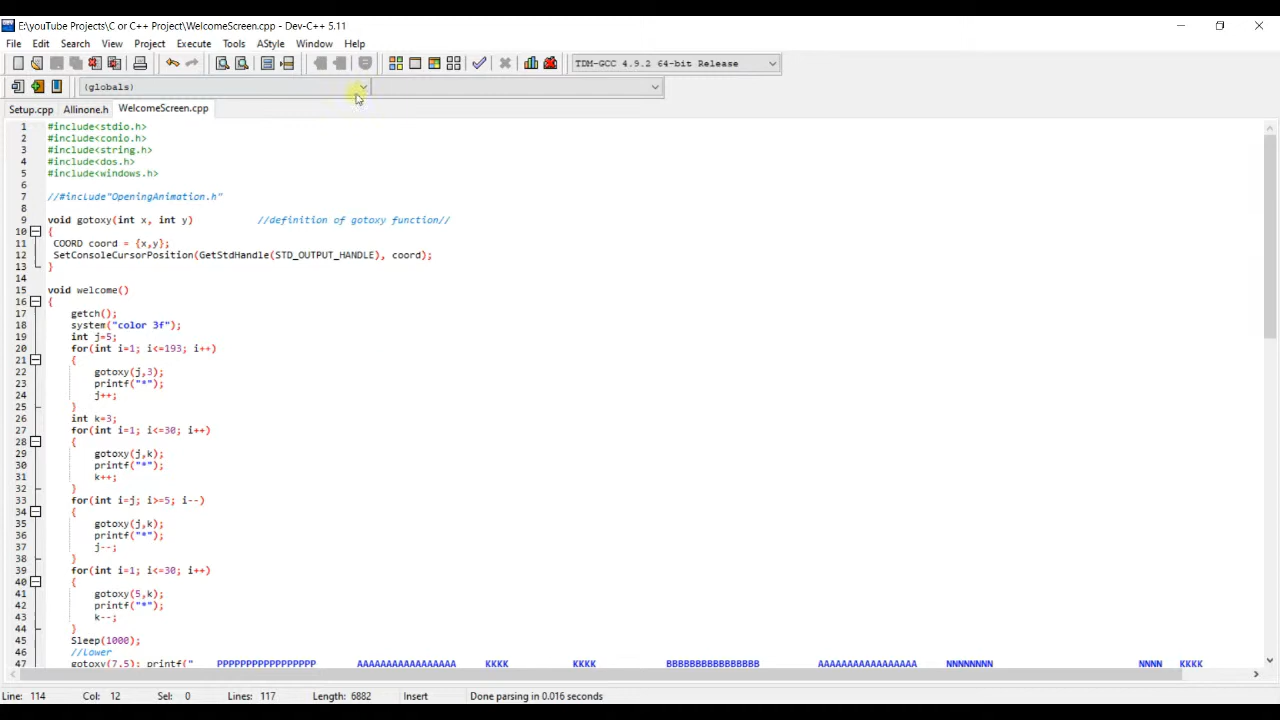 E:\youTube Projects\C or C++ Project\WelcomeScreen.cpp - Dev-C++ 5.11
File Edit Search View Project Execute Tools AStyle Window Help
TDM-GCC 4.9.2 64-bit Release
(globals)
Setup.cpp Allinone.h WelcomeScreen.cpp
1 #include<stdio.h>
2 #include<conio.h>
3 #include<string.h>
4 #include<dos.h>
5 #include<windows.h>
6
7 //#include"OpeningAnimation.h"
8
9 void gotoxy(int x, int y) //definition of gotoxy function//
10 {
11 COORD coord = {x,y};
12 SetConsoleCursorPosition(GetStdHandle(STD_OUTPUT_HANDLE), coord);
13 }
14
15 void welcome()
16 {
17 getch();
18 system("color 3f");
19 int j=5;
20 for(int i=1; i<=193; i++)
21 {
22 gotoxy(j,3);
23 printf("*");
24 j++;
25 }
26 int k=3;
27 for(int i=1; i<=30; i++)
28 {
29 gotoxy(j,k);
30 printf("*");
31 k++;
32 }
33 for(int i=j; i>=5; i--)
34 {
35 gotoxy(j,k);
36 printf("*");
37 j--;
38 }
39 for(int i=1; i<=30; i++)
40 {
41 gotoxy(5,k);
42 printf("*");
43 k--;
44 }
45 Sleep(1000);
46 //lower
47 gotoxy(7,5); printf(" PPPPPPPPPPPPPPPPP AAAAAAAAAAAAAAAAA KKKK KKKK BBBBBBBBBBBBBBBB AAAAAAAAAAAAAAAAA NNNNNNNN NNNN KKKK
Line: 114 Col: 12 Sel: 0 Lines: 117 Length: 6882 Insert Done parsing in 0.016 seconds